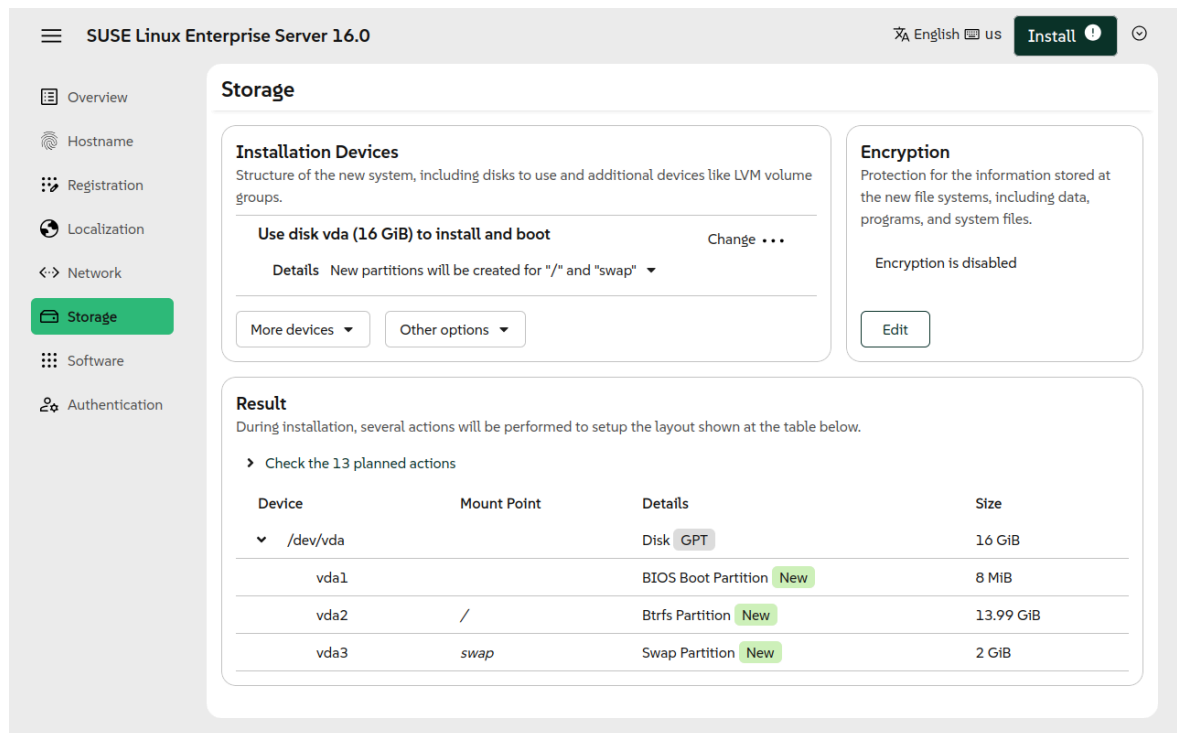 SUSE Linux Enterprise Server 16.0
English us
Install
Overview
Hostname
Registration
Localization
Network
Storage
Software
Authentication
Storage
Installation Devices
Structure of the new system, including disks to use and additional devices like LVM volume
groups.
Use disk vda (16 GiB) to install and boot
Change
Details New partitions will be created for "/" and "swap"
More devices
Other options
Encryption
Protection for the information stored at
the new file systems, including data,
programs, and system files.
Encryption is disabled
Edit
Result
During installation, several actions will be performed to setup the layout shown at the table below.
Check the 13 planned actions
Device Mount Point Details Size
/dev/vda Disk GPT 16 GiB
vda1 BIOS Boot Partition New 8 MiB
vda2 / Btrfs Partition New 13.99 GiB
vda3 swap Swap Partition New 2 GiB